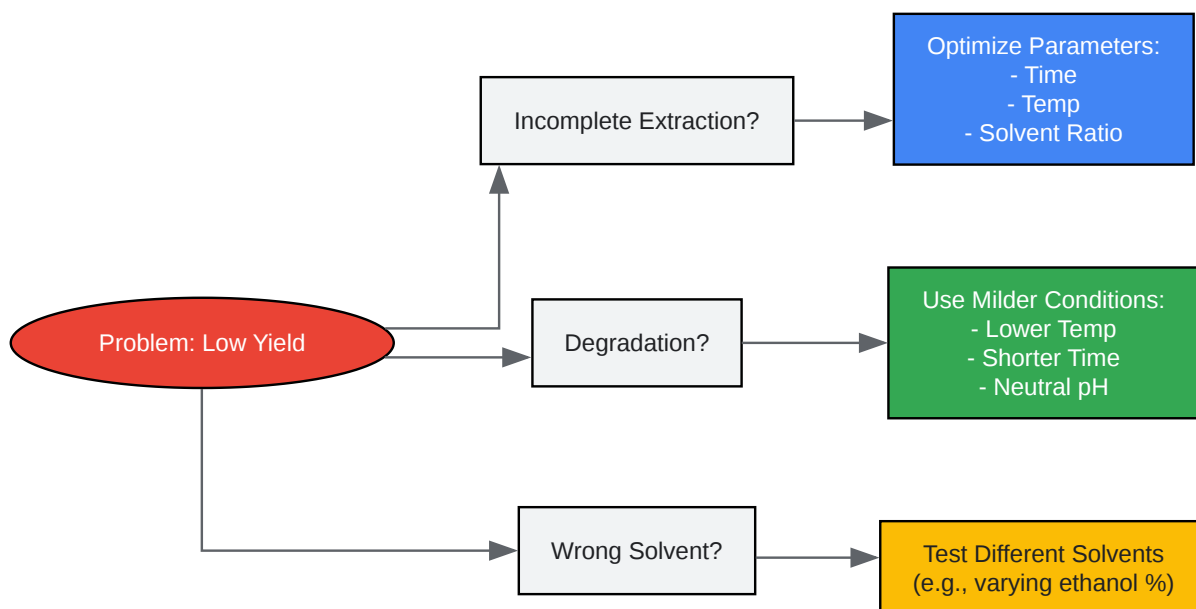 Problem: Low Yield
Incomplete Extraction?
Optimize Parameters:
- Time
- Temp
- Solvent Ratio
Degradation?
Use Milder Conditions:
- Lower Temp
- Shorter Time
- Neutral pH
Wrong Solvent?
Test Different Solvents
(e.g., varying ethanol %)